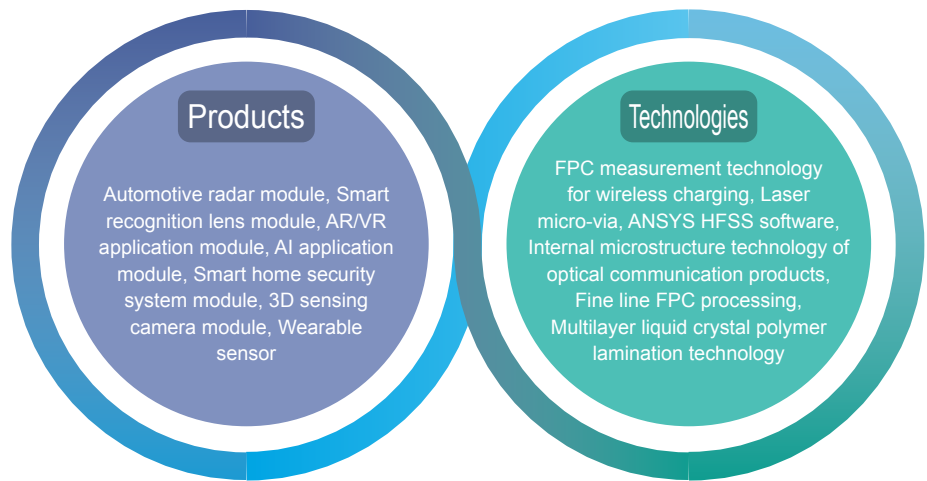 Products
Automotive radar module, Smart
recognition lens module, AR/VR
application module, AI application
module, Smart home security
system module, 3D sensing
camera module, Wearable
sensor
Technologies
FPC measurement technology
for wireless charging, Laser
micro-via, ANSYS HFSS software,
Internal microstructure technology of
optical communication products,
Fine line FPC processing,
Multilayer liquid crystal polymer
lamination technology